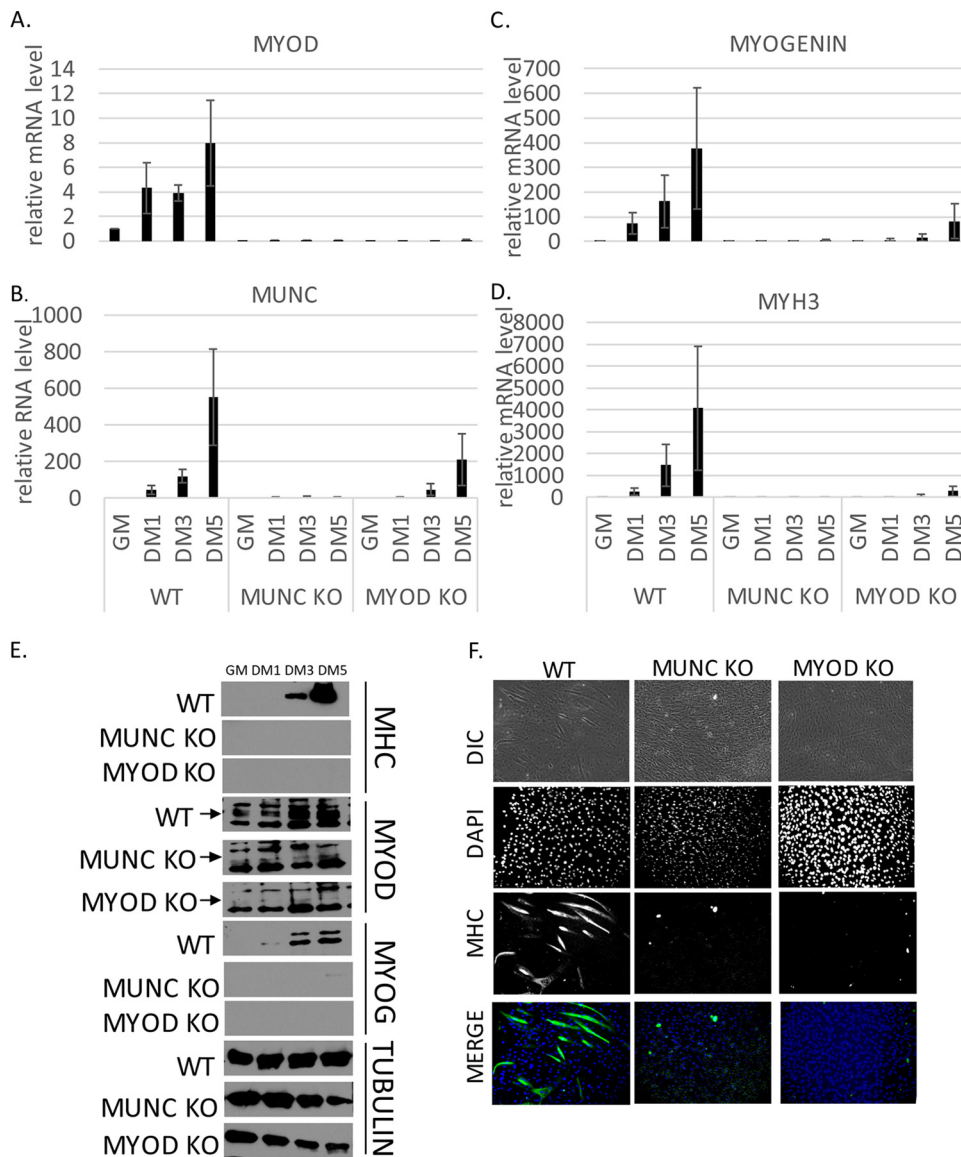 A.
MYOD
relative mRNA level
14
12
10
8
6
4
2
0
C.
MYOGENIN
relative mRNA level
700
600
500
400
300
200
100
0
B.
MUNC
relative RNA lelvel
1000
800
600
400
200
0
GM DM1 DM3 DM5 GM DM1 DM3 DM5 GM DM1 DM3 DM5
WT MUNC KO MYOD KO
D.
MYH3
relative mRNA level
8000
7000
6000
5000
4000
3000
2000
1000
0
GM DM1 DM3 DM5 GM DM1 DM3 DM5 GM DM1 DM3 DM5
WT MUNC KO MYOD KO
E.
GM DM1 DM3 DM5
WT
MUNC KO
MYOD KO
MHC
WT
MUNC KO
MYOD KO
MYOD
WT
MUNC KO
MYOD KO
MYOG
WT
MUNC KO
MYOD KO
TUBULIN
F.
WT MUNC KO MYOD KO
DIC
DAPI
MHC
MERGE